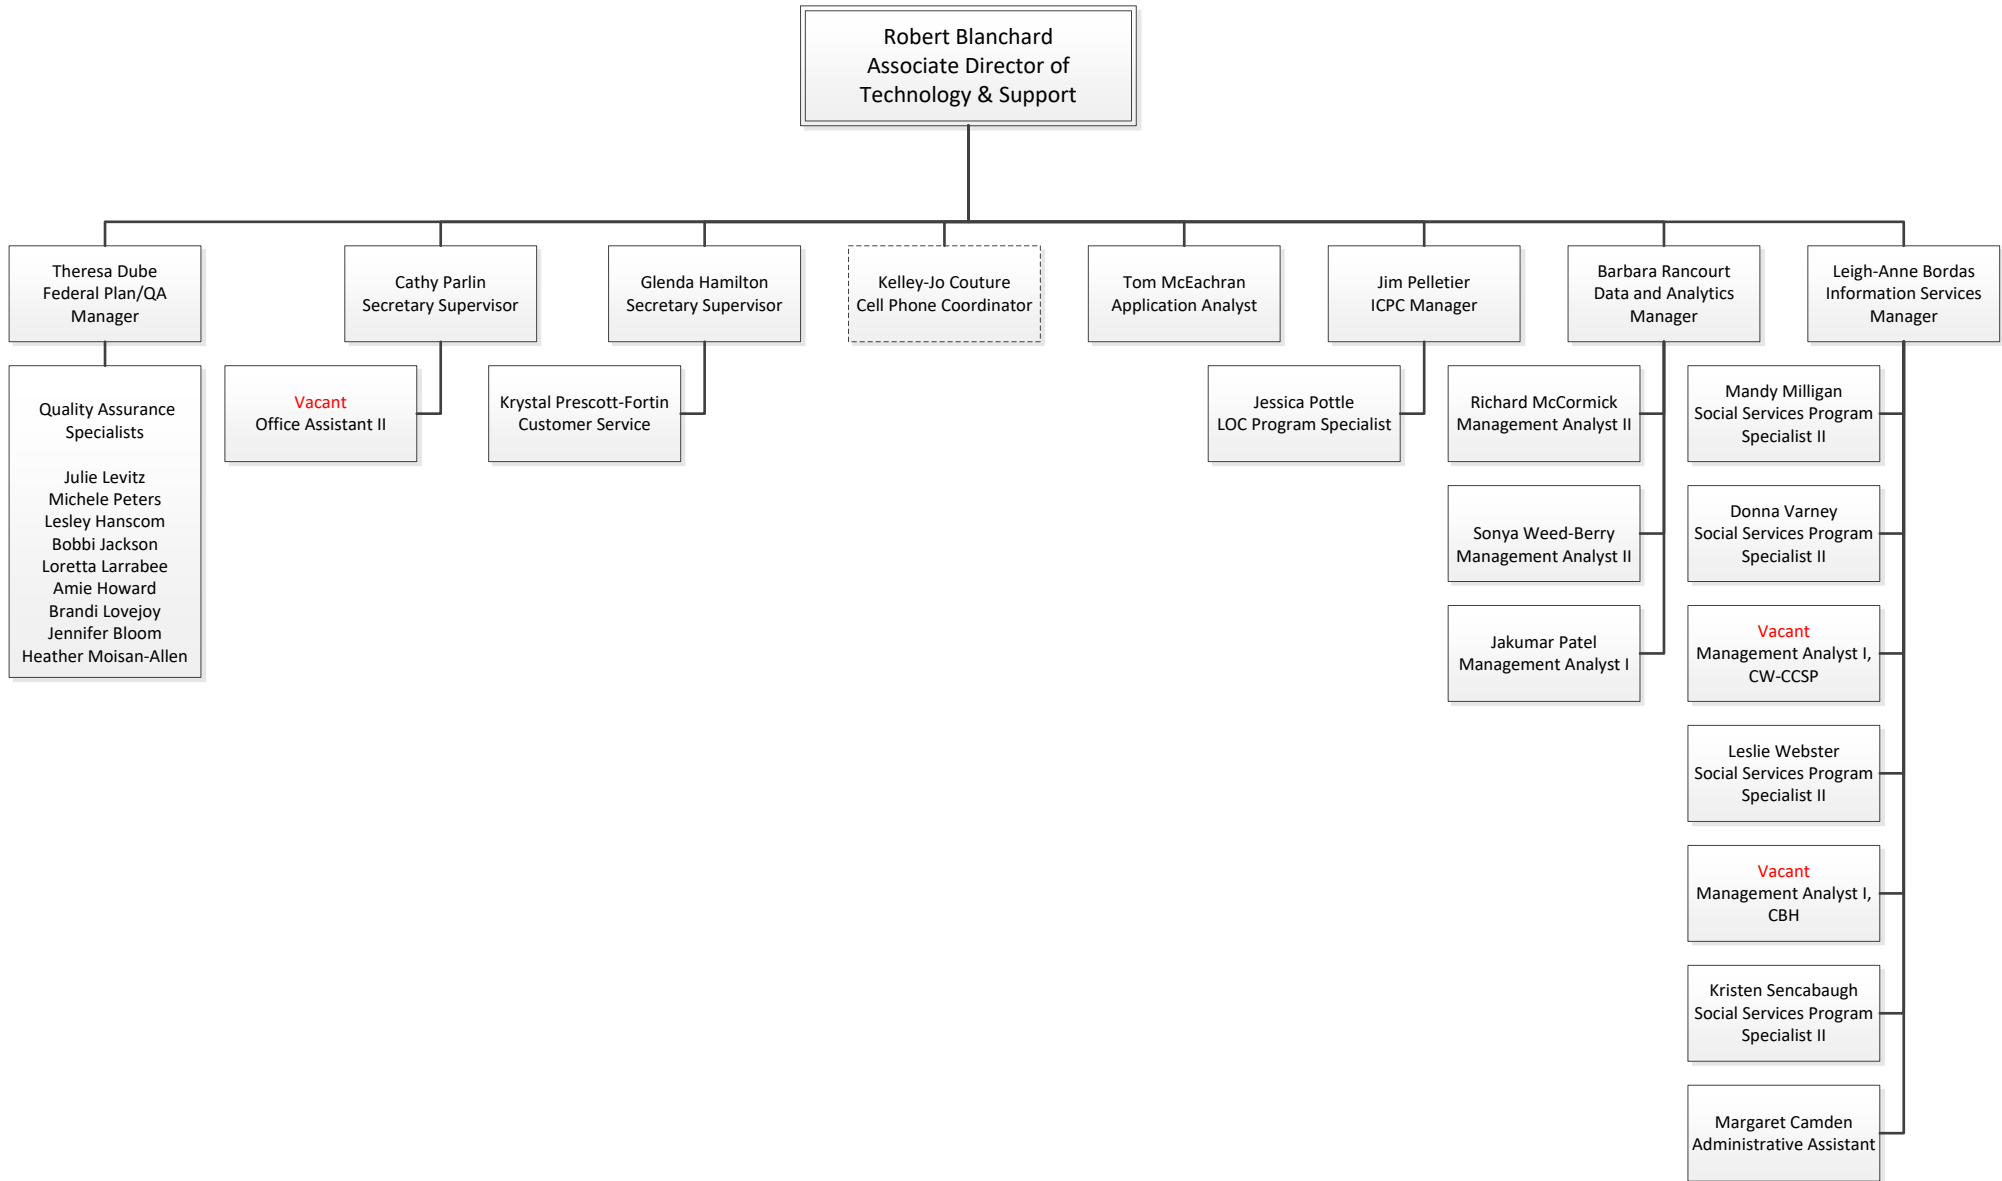 Robert Blanchard
Associate Director of
Technology & Support
Theresa Dube
Federal Plan/QA
Manager
Cathy Parlin
Secretary Supervisor
Glenda Hamilton
Secretary Supervisor
Kelley-Jo Couture
Cell Phone Coordinator
Tom McEachran
Application Analyst
Jim Pelletier
ICPC Manager
Barbara Rancourt
Data and Analytics
Manager
Leigh-Anne Bordas
Information Services
Manager
Quality Assurance
Specialists
Julie Levitz
Michele Peters
Lesley Hanscom
Bobbi Jackson
Loretta Larrabee
Amie Howard
Brandi Lovejoy
Jennifer Bloom
Heather Moisan-Allen
Vacant
Office Assistant II
Krystal Prescott-Fortin
Customer Service
Jessica Pottle
LOC Program Specialist
Richard McCormick
Management Analyst II
Sonya Weed-Berry
Management Analyst II
Jakumar Patel
Management Analyst I
Mandy Milligan
Social Services Program
Specialist II
Donna Varney
Social Services Program
Specialist II
Vacant
Management Analyst I,
CW-CCSP
Leslie Webster
Social Services Program
Specialist II
Vacant
Management Analyst I,
CBH
Kristen Sencabaugh
Social Services Program
Specialist II
Margaret Camden
Administrative Assistant